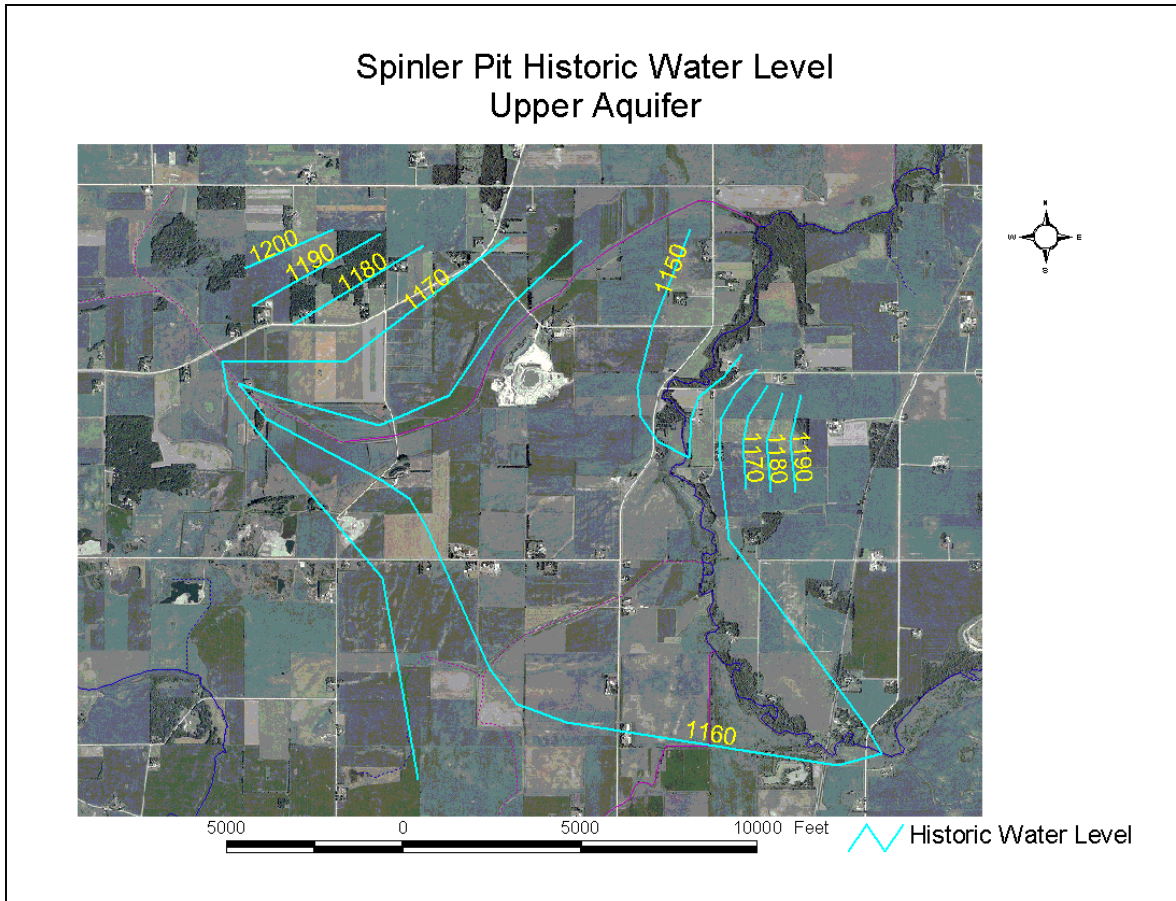 Spinler Pit Historic Water Level
Upper Aquifer
N
W E
S
1200
1190
1180
1170
1150
1170
1180
1190
1160
5000 0 5000 10000 Feet
Historic Water Level